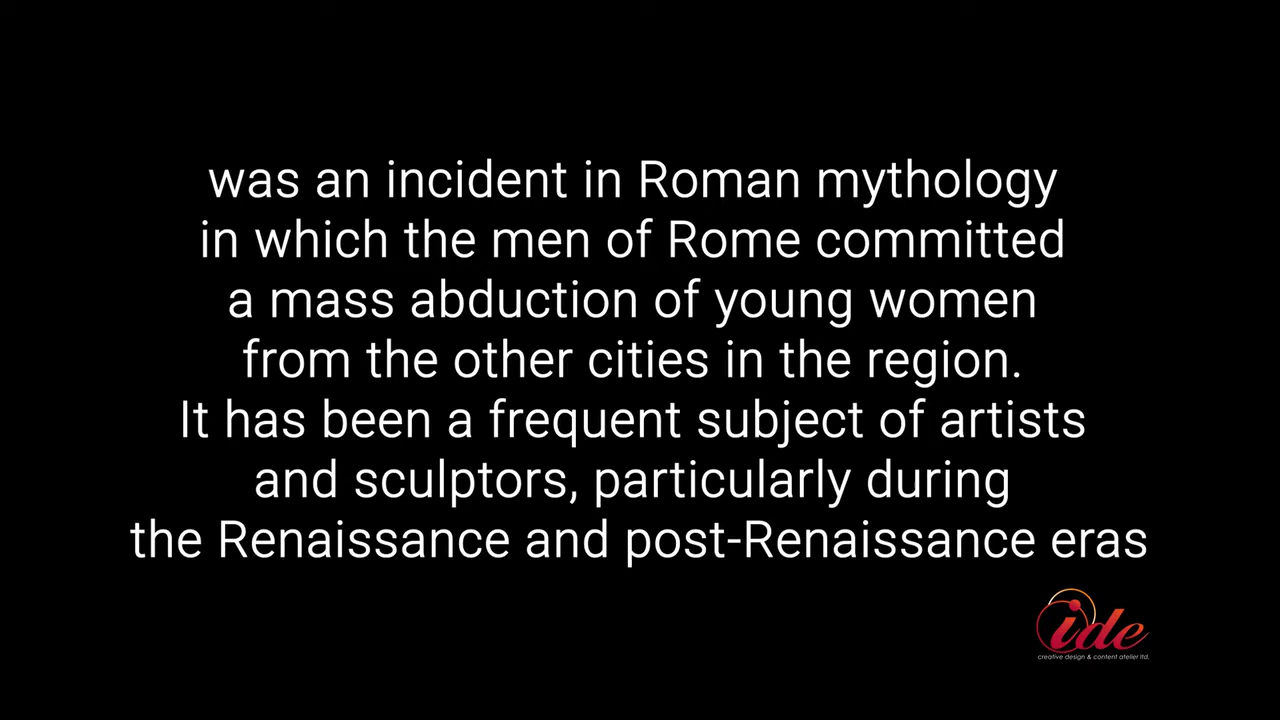 was an incident in Roman mythology
in which the men of Rome committed
a mass abduction of young women
from the other cities in the region.
It has been a frequent subject of artists
and sculptors, particularly during
the Renaissance and post-Renaissance eras
ide
creative design & content atelier ltd.